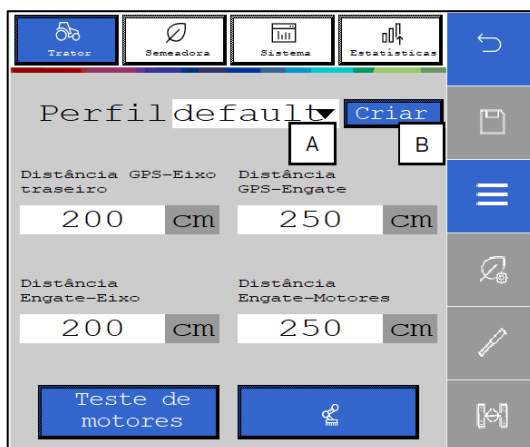 Trator
Semeadora
Sistema
Estatísticas
Perfil default Criar
A
B
Distância GPS-Eixo
traseiro
Distância
GPS-Engate
200 cm
250 cm
Distância
Engate-Eixo
Distância
Engate-Motores
200 cm
250 cm
Teste de
motores